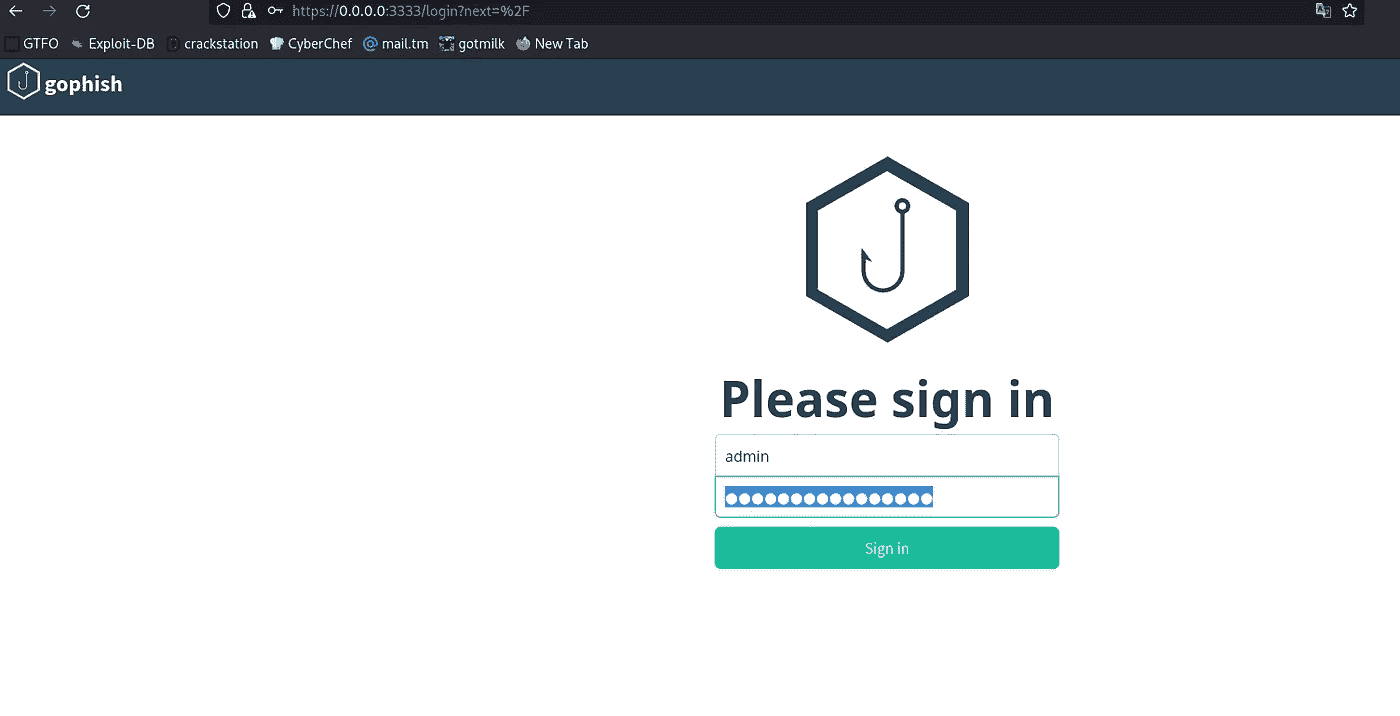 https://0.0.0.0:3333/login?next=%2F
GTFO Exploit-DB crackstation CyberChef mail.tm gotmilk New Tab
gophish
Please sign in
admin
Sign in